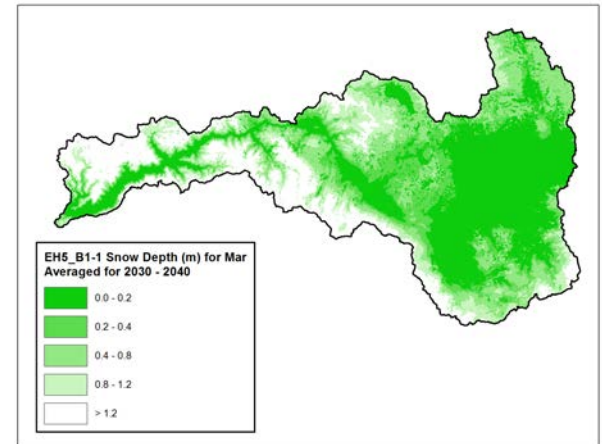 EH5_B1-1 Snow Depth (m) for Mar
Averaged for 2030 - 2040
0.0 - 0.2
0.2 - 0.4
0.4 - 0.8
0.8 - 1.2
> 1.2